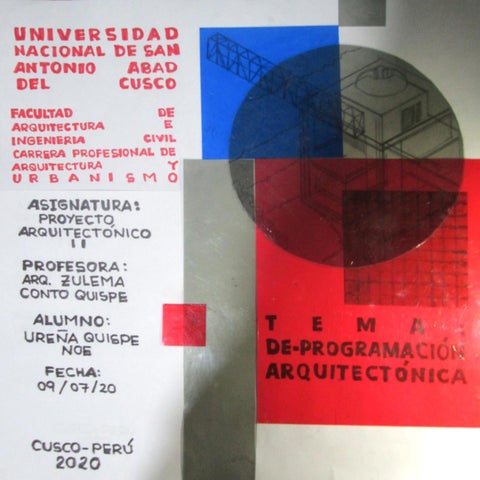 UNIVERSIDAD
NACIONAL DE SAN
ANTONIO ABAD
DEL CUSCO
FACULTAD DE
ARQUITECTURA E
INGENIERIA CIVIL
CARRERA PROFESIONAL DE
ARQUITECTURA Y
URBANISMO
ASIGNATURA:
PROYECTO
ARQUITECTÓNICO
II
PROFESORA:
ARQ. ZULEMA
CONTO QUISPE
ALUMNO:
UREÑA QUISPE
NOE
FECHA:
09/07/20
CUSCO-PERÚ
2020
TEMA:
DE-PROGRAMACIÓN
ARQUITECTÓNICA